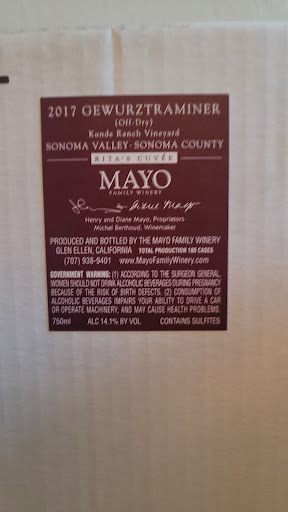 2017 GEWURZTRAMINER
(Off-Dry)
Kunde Ranch Vineyard
SONOMA VALLEY · SONOMA COUNTY
RITA'S CUVÉE
MAYO
FAMILY WINERY
Diane Mayo
Henry and Diane Mayo, Proprietors
Michel Berthoud, Winemaker
PRODUCED AND BOTTLED BY THE MAYO FAMILY WINERY
GLEN ELLEN, CALIFORNIA TOTAL PRODUCTION 185 CASES
(707) 938-9401 www.MayoFamilyWinery.com
GOVERNMENT WARNING: (1) ACCORDING TO THE SURGEON GENERAL,
WOMEN SHOULD NOT DRINK ALCOHOLIC BEVERAGES DURING PREGNANCY
BECAUSE OF THE RISK OF BIRTH DEFECTS. (2) CONSUMPTION OF
ALCOHOLIC BEVERAGES IMPAIRS YOUR ABILITY TO DRIVE A CAR
OR OPERATE MACHINERY, AND MAY CAUSE HEALTH PROBLEMS.
750ml ALC 14.1% BY VOL CONTAINS SULFITES